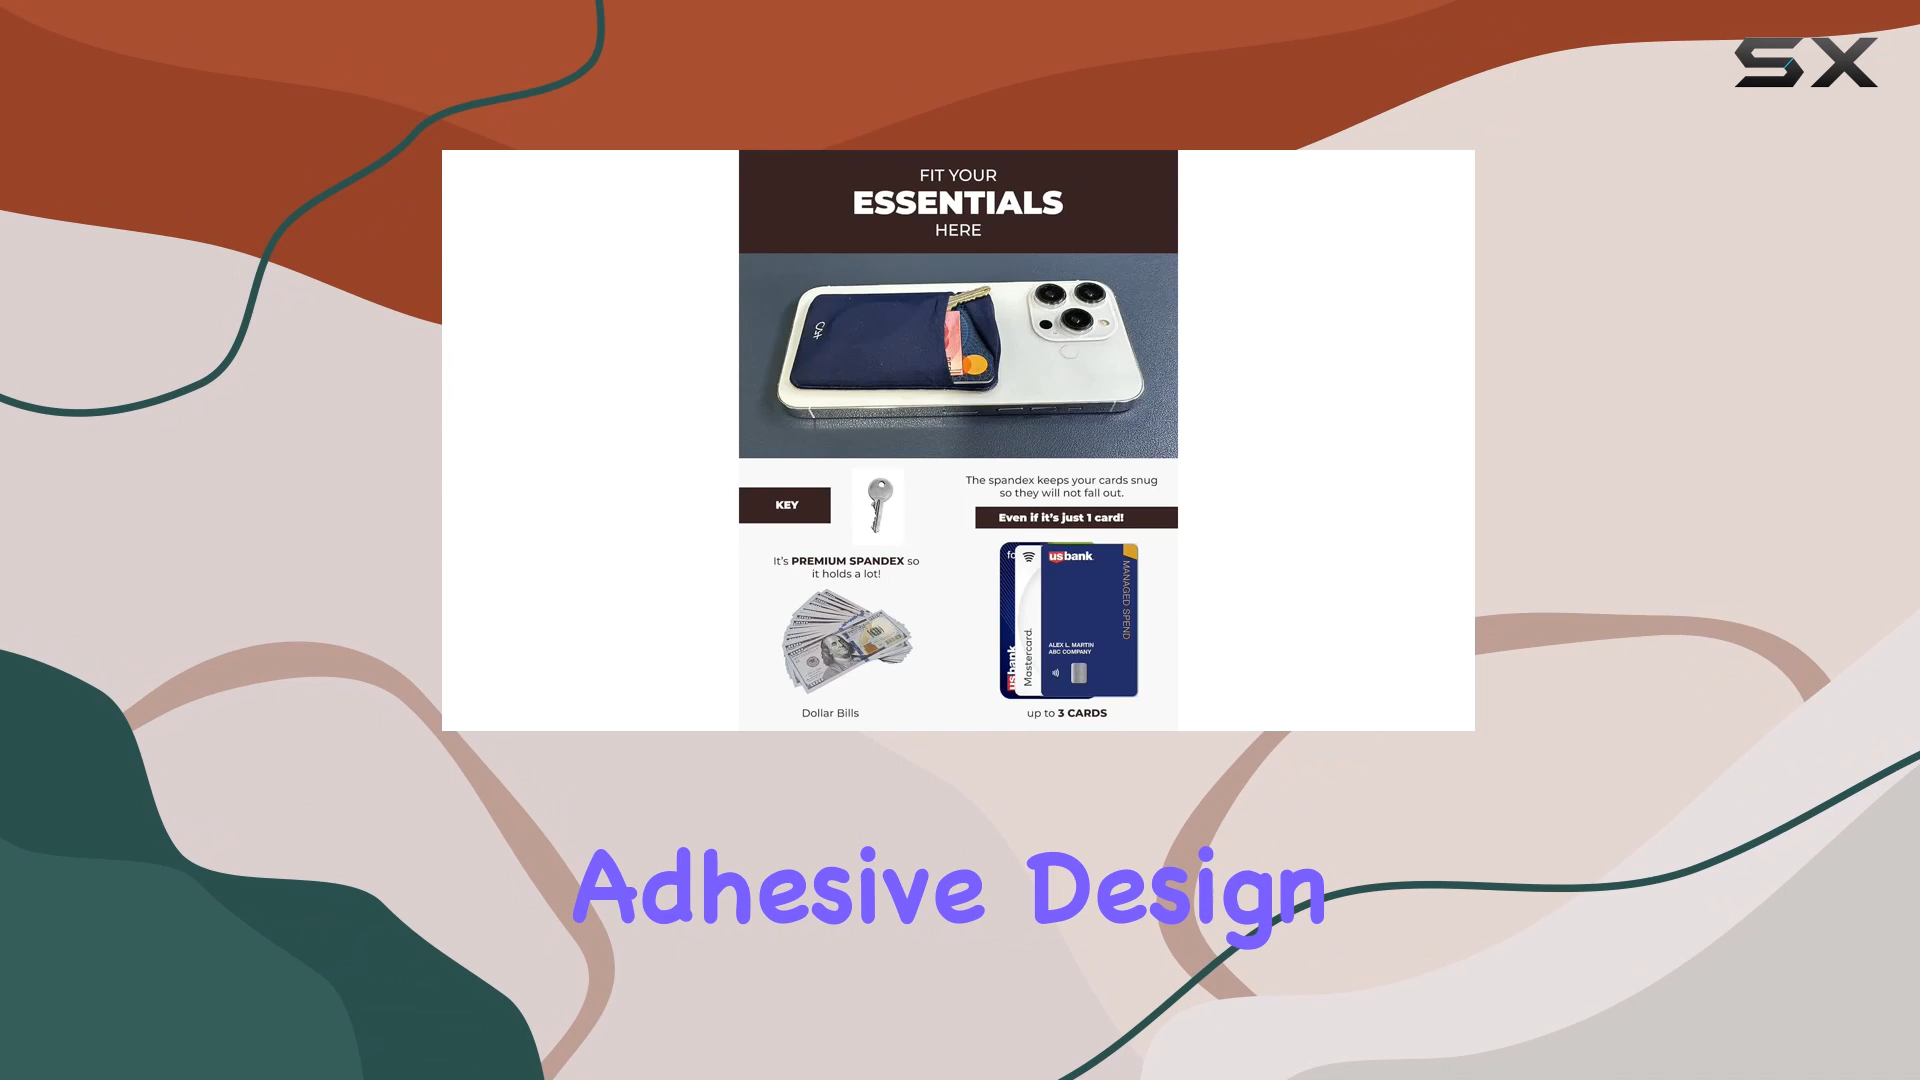 SX
FIT YOUR
ESSENTIALS
HERE
KEY
The spandex keeps your cards snug
so they will not fall out.
Even if it's just 1 card!
It's PREMIUM SPANDEX so
it holds a lot!
usbank
MANAGED SPEND
ALEX L. MARTIN
ABC COMPANY
Mastercard.
usbank
Dollar Bills
up to 3 CARDS
Adhesive Design